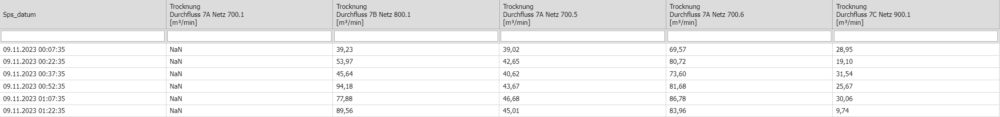 Sps_datum
Trocknung
Durchfluss 7A Netz 700.1
[m³/min]
Trocknung
Durchfluss 7B Netz 800.1
[m³/min]
Trocknung
Durchfluss 7A Netz 700.5
[m³/min]
Trocknung
Durchfluss 7A Netz 700.6
[m³/min]
Trocknung
Durchfluss 7C Netz 900.1
[m³/min]
09.11.2023 00:07:35 NaN 39,23 39,02 69,57 28,95
09.11.2023 00:22:35 NaN 53,97 42,65 80,72 19,10
09.11.2023 00:37:35 NaN 45,64 40,62 73,60 31,54
09.11.2023 00:52:35 NaN 94,18 43,67 81,68 25,67
09.11.2023 01:07:35 NaN 77,88 46,68 86,78 30,06
09.11.2023 01:22:35 NaN 89,56 45,01 83,96 9,74